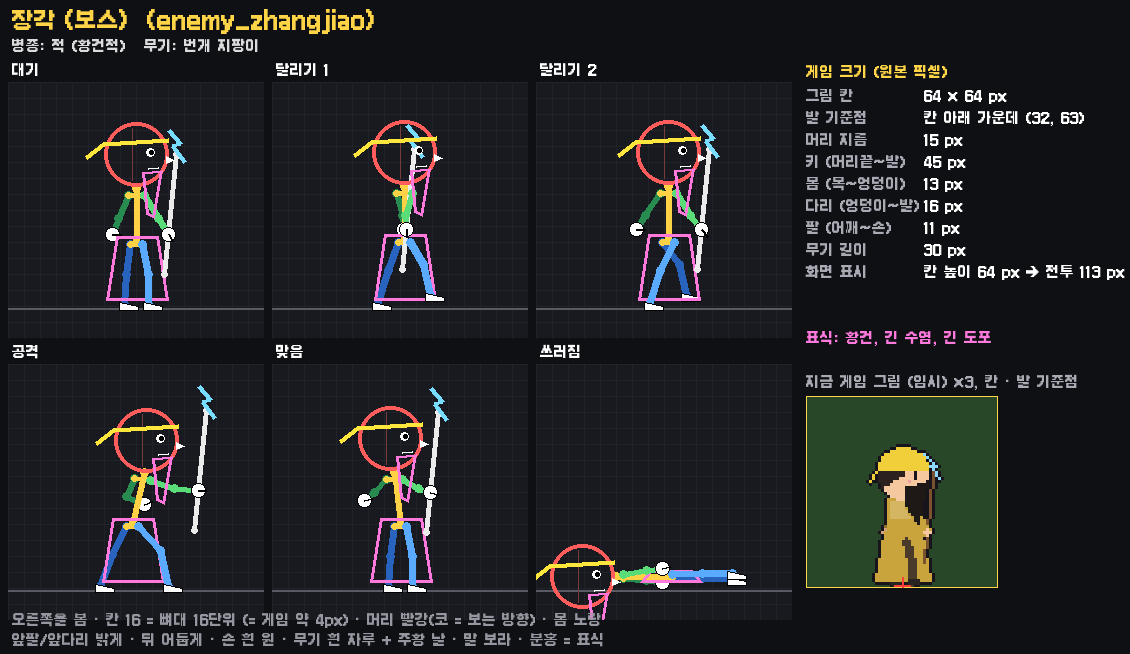 장각 (보스) (enemy_zhangjiao)
병종: 적 (황건적) 무기: 번개 지팡이
대기
달리기 1
달리기 2
공격
맞음
쓰러짐
게임 크기 (원본 픽셀)
그림 칸 64 × 64 px
발 기준점 칸 아래 가운데 (32, 63)
머리 지름 15 px
키 (머리끝~발) 45 px
몸 (목~엉덩이) 13 px
다리 (엉덩이~발) 16 px
팔 (어깨~손) 11 px
무기 길이 30 px
화면 표시 칸 높이 64 px → 전투 113 px
표식: 황건, 긴 수염, 긴 도포
지금 게임 그림 (임시) ×3, 칸 · 발 기준점
오른쪽을 봄 · 칸 16 = 뼈대 16단위 (= 게임 약 4px) · 머리 빨강(코 = 보는 방향) · 몸 노랑
앞팔/앞다리 밝게 · 뒤 어둡게 · 손 흰 원 · 무기 흰 자루 + 주황 날 · 말 보라 · 분홍 = 표식